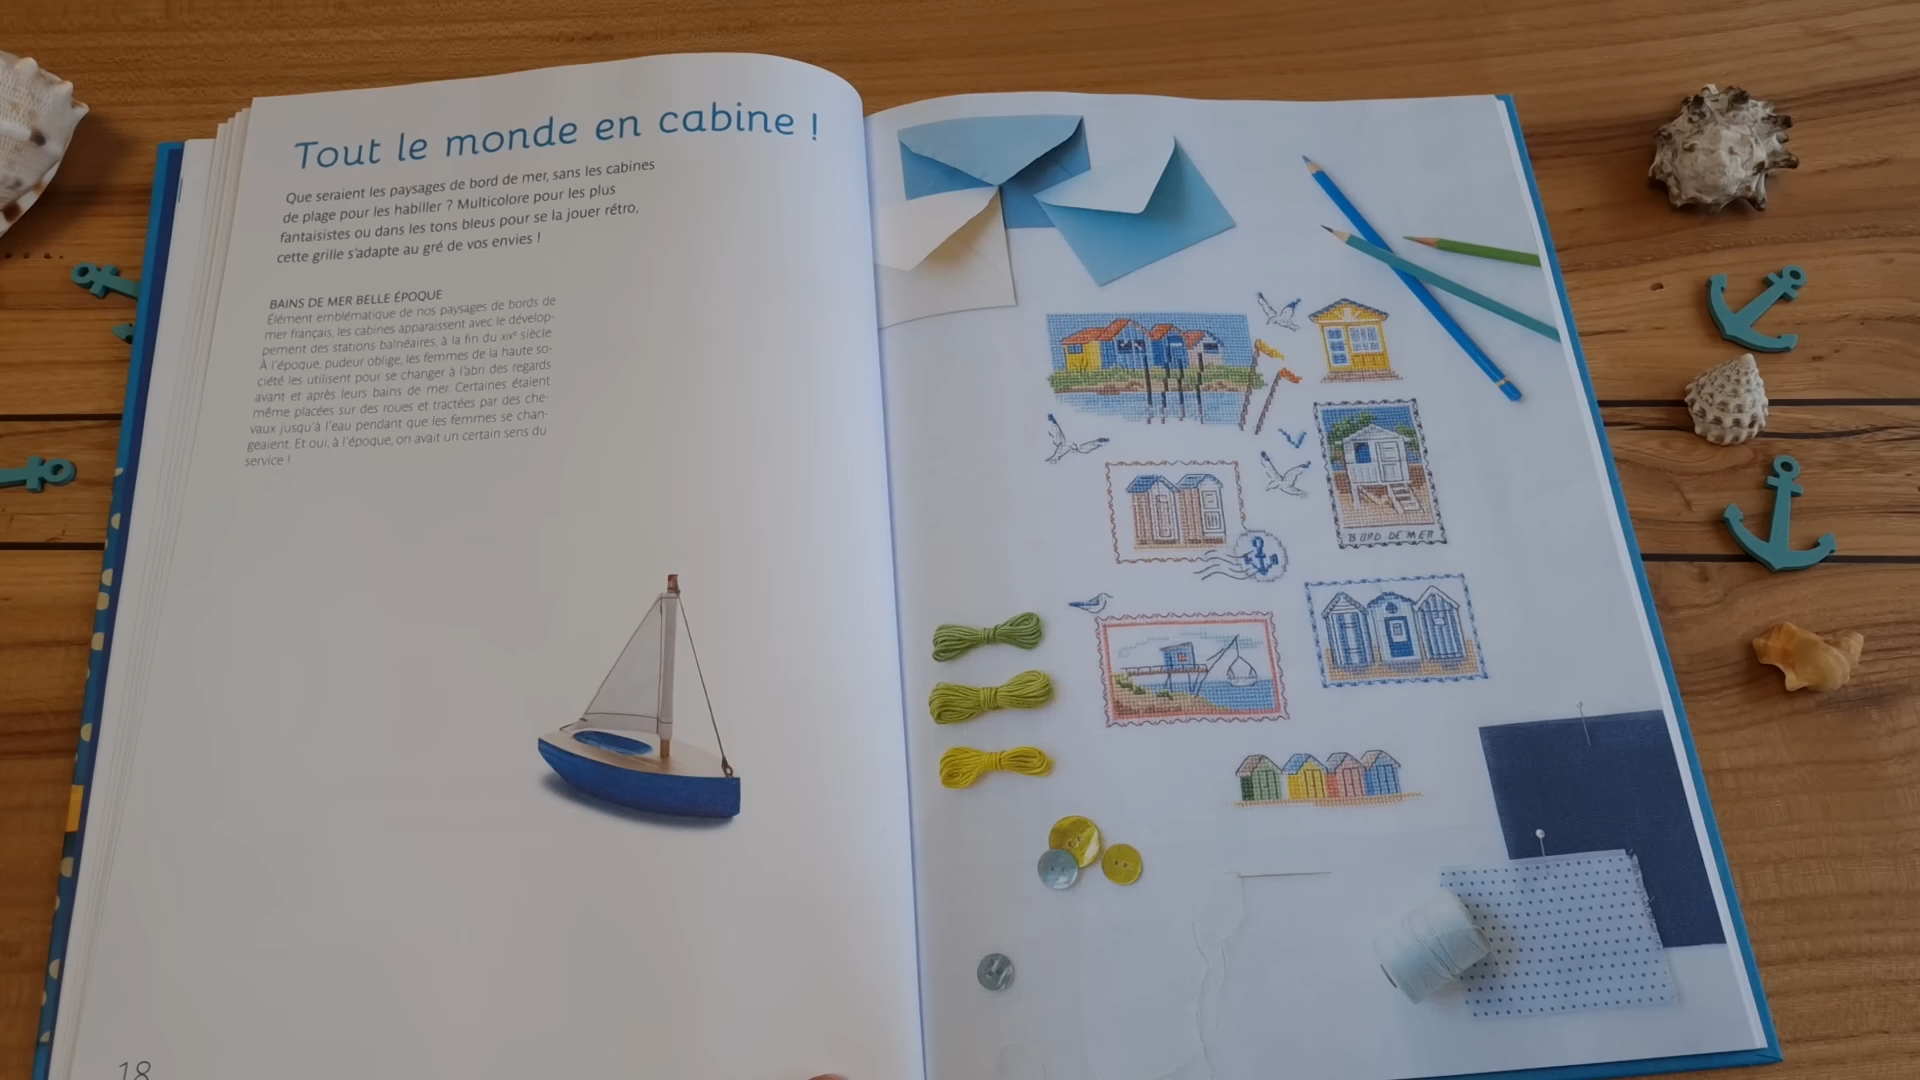 Tout le monde en cabine !
Que seraient les paysages de bord de mer, sans les cabines
de plage pour les habiller ? Multicolore pour les plus
fantaisistes ou dans les tons bleus pour se la jouer rétro,
cette grille s'adapte au gré de vos envies !
BAINS DE MER BELLE ÉPOQUE
Élément emblématique de nos paysages de bords de
mer français, les cabines apparaissent avec le dévelop-
pement des stations balnéaires, à la fin du XIXe siècle
À l'époque, pudeur oblige, les femmes de la haute so-
ciété les utilisent pour se changer à l'abri des regards
avant et après leurs bains de mer. Certaines étaient
même placées sur des roues et tractées par des che-
vaux jusqu'à l'eau pendant que les femmes se chan-
geaient. Et oui, à l'époque, on avait un certain sens du
service !
18
BORD DE MER